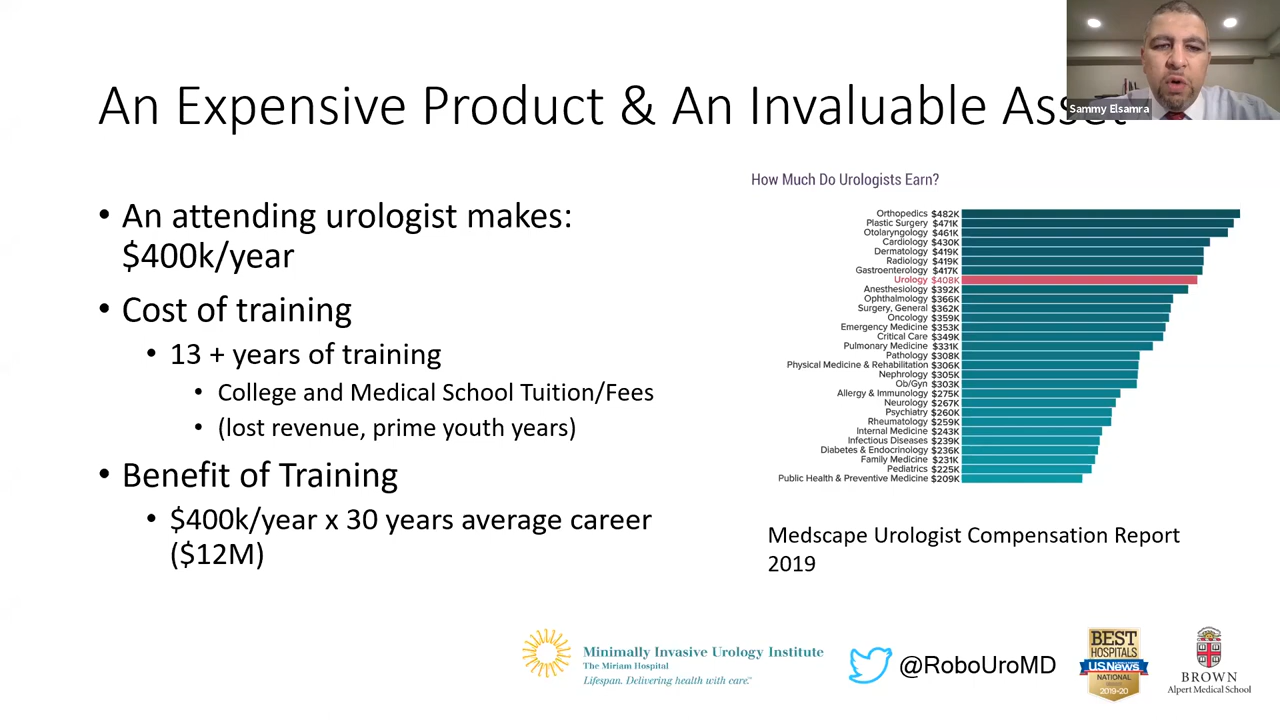 An Expensive Product & An Invaluable Asset
Sammy Elsamra
• An attending urologist makes:
$400k/year
• Cost of training
• 13 + years of training
• College and Medical School Tuition/Fees
• (lost revenue, prime youth years)
• Benefit of Training
• $400k/year x 30 years average career
($12M)
How Much Do Urologists Earn?
Orthopedics $482K
Plastic Surgery $471K
Otolaryngology $461K
Cardiology $430K
Dermatology $419K
Radiology $419K
Gastroenterology $417K
Urology $408K
Anesthesiology $392K
Ophthalmology $366K
Surgery, General $362K
Oncology $359K
Emergency Medicine $353K
Critical Care $349K
Pulmonary Medicine $331K
Pathology $308K
Physical Medicine & Rehabilitation $306K
Nephrology $305K
Ob/Gyn $303K
Allergy & Immunology $275K
Neurology $267K
Psychiatry $260K
Rheumatology $259K
Internal Medicine $243K
Infectious Diseases $239K
Diabetes & Endocrinology $236K
Family Medicine $231K
Pediatrics $225K
Public Health & Preventive Medicine $209K
Medscape Urologist Compensation Report
2019
Minimally Invasive Urology Institute
The Miriam Hospital
Lifespan. Delivering health with care.
@RoboUroMD
BEST
HOSPITALS
U.S.News
NATIONAL
2019-20
BROWN
Alpert Medical School